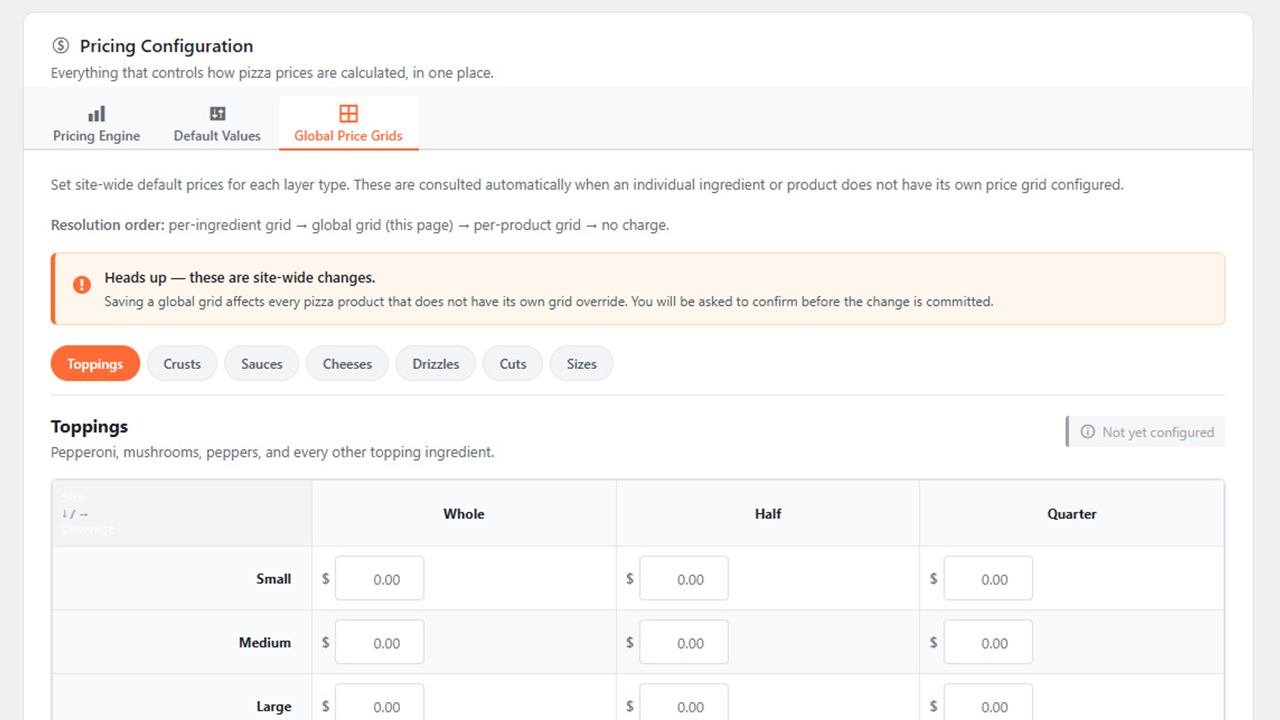 Pricing Configuration
Everything that controls how pizza prices are calculated, in one place.
Pricing Engine
Default Values
Global Price Grids
Set site-wide default prices for each layer type. These are consulted automatically when an individual ingredient or product does not have its own price grid configured.
Resolution order: per-ingredient grid → global grid (this page) → per-product grid → no charge.
Heads up — these are site-wide changes.
Saving a global grid affects every pizza product that does not have its own grid override. You will be asked to confirm before the change is committed.
Toppings Crusts Sauces Cheeses Drizzles Cuts Sizes
Toppings
Not yet configured
Pepperoni, mushrooms, peppers, and every other topping ingredient.
Size
↓ / →
Coverage
Whole Half Quarter
Small $ 0.00 $ 0.00 $ 0.00
Medium $ 0.00 $ 0.00 $ 0.00
Large $ 0.00 $ 0.00 $ 0.00